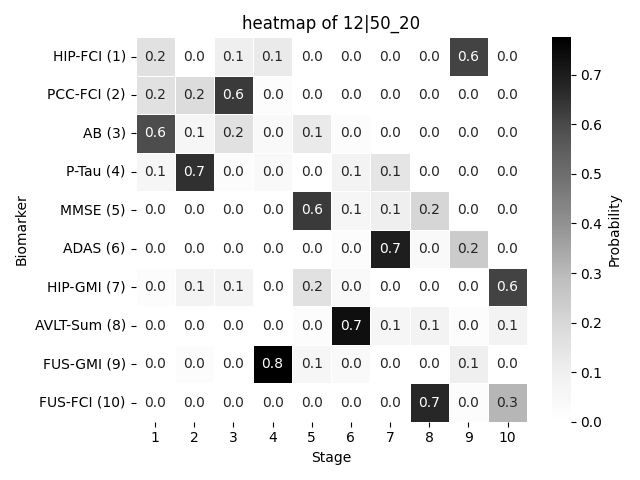 heatmap of 12|50_20
HIP-FCI (1) 0.2 0.0 0.1 0.1 0.0 0.0 0.0 0.0 0.6 0.0
PCC-FCI (2) 0.2 0.2 0.6 0.0 0.0 0.0 0.0 0.0 0.0 0.0
AB (3) 0.6 0.1 0.2 0.0 0.1 0.0 0.0 0.0 0.0 0.0
P-Tau (4) 0.1 0.7 0.0 0.0 0.0 0.1 0.1 0.0 0.0 0.0
MMSE (5) 0.0 0.0 0.0 0.0 0.6 0.1 0.1 0.2 0.0 0.0
ADAS (6) 0.0 0.0 0.0 0.0 0.0 0.0 0.7 0.0 0.2 0.0
HIP-GMI (7) 0.0 0.1 0.1 0.0 0.2 0.0 0.0 0.0 0.0 0.6
AVLT-Sum (8) 0.0 0.0 0.0 0.0 0.0 0.7 0.1 0.1 0.0 0.1
FUS-GMI (9) 0.0 0.0 0.0 0.8 0.1 0.0 0.0 0.0 0.1 0.0
FUS-FCI (10) 0.0 0.0 0.0 0.0 0.0 0.0 0.0 0.7 0.0 0.3
1 2 3 4 5 6 7 8 9 10
Stage
Biomarker
0.7
0.6
0.5
0.4
0.3
0.2
0.1
0.0
Probability